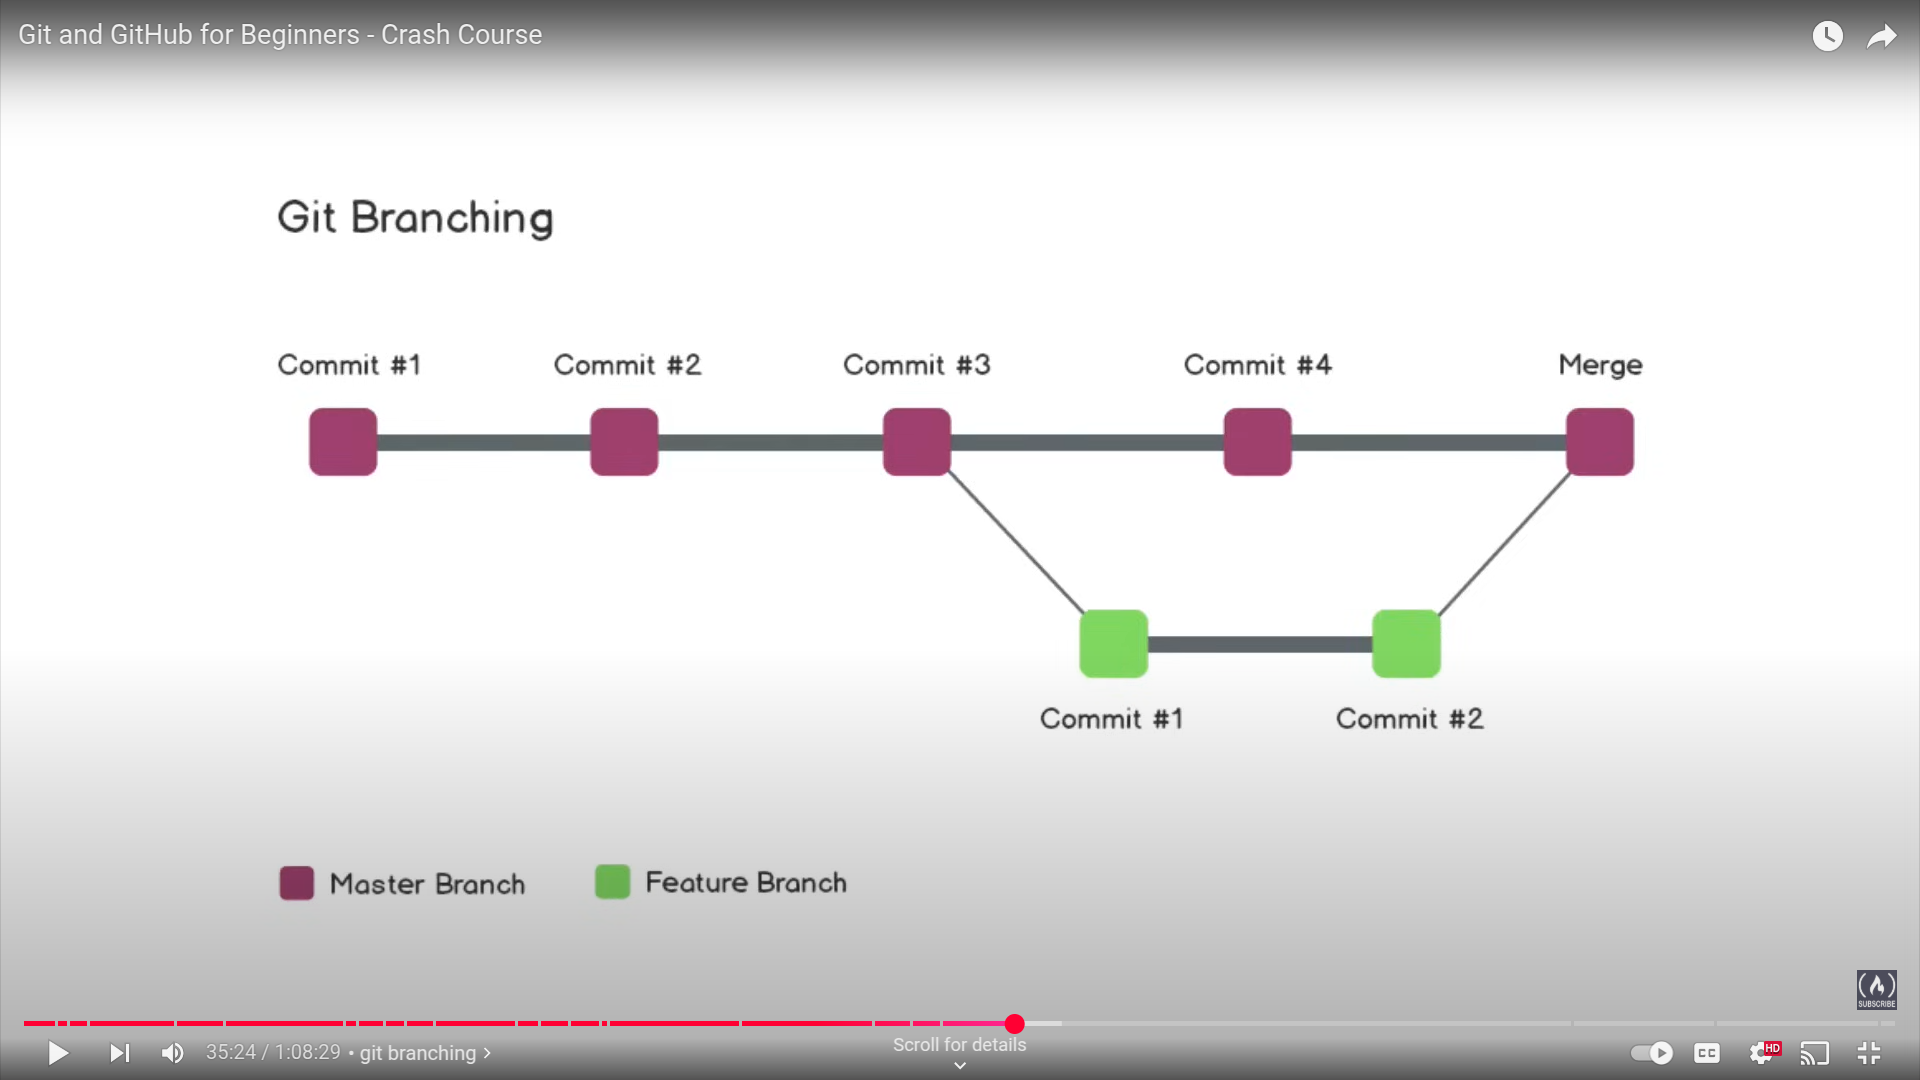 Git and GitHub for Beginners - Crash Course
Git Branching
Commit #1 Commit #2 Commit #3 Commit #4 Merge
Commit #1 Commit #2
Master Branch Feature Branch
SUBSCRIBE
Scroll for details
35:24 / 1:08:29 • git branching
CC HD